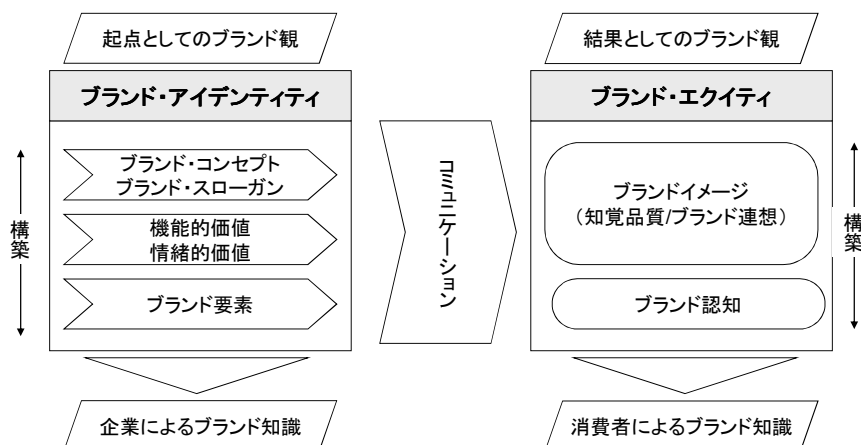 起点としてのブランド観
結果としてのブランド観
ブランド・アイデンティティ
ブランド・エクイティ
構築
ブランド・コンセプト
ブランド・スローガン
機能的価値
情緒的価値
ブランド要素
コミュニケーション
ブランドイメージ
（知覚品質/ブランド連想）
ブランド認知
構築
企業によるブランド知識
消費者によるブランド知識